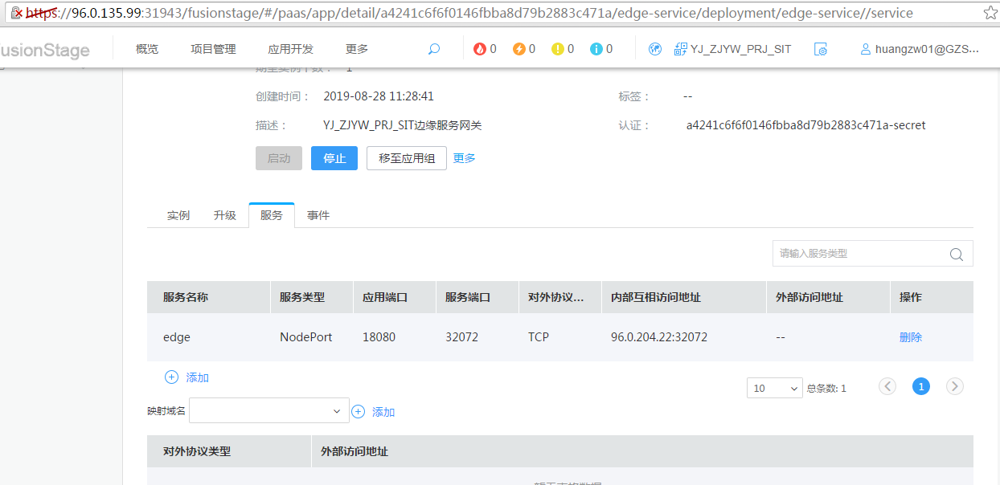 https://96.0.135.99:31943/fusionstage/#/paas/app/detail/a4241c6f6f0146fbba8d79b2883c471a/edge-service/deployment/edge-service//service
usionStage 概览 项目管理 应用开发 更多 0 0 0 0 YJ_ZJYW_PRJ_SIT huangzw01@GZS...
期望实例个数： 1
创建时间： 2019-08-28 11:28:41 标签： --
描述： YJ_ZJYW_PRJ_SIT边缘服务网关 认证： a4241c6f6f0146fbba8d79b2883c471a-secret
启动 停止 移至应用组 更多
实例 升级 服务 事件
请输入服务类型
服务名称 服务类型 应用端口 服务端口 对外协议... 内部互相访问地址 外部访问地址 操作
edge NodePort 18080 32072 TCP 96.0.204.22:32072 -- 删除
添加
10 总条数: 1 1
映射域名 添加
对外协议类型 外部访问地址